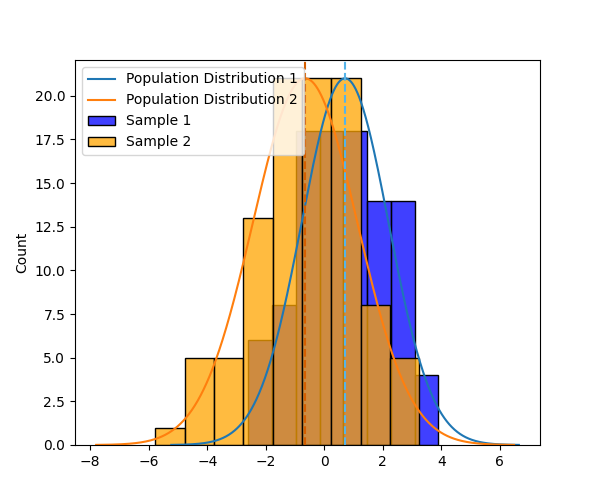 Population Distribution 1
Population Distribution 2
Sample 1
Sample 2
Count
20.0
17.5
15.0
12.5
10.0
7.5
5.0
2.5
0.0
−8 −6 −4 −2 0 2 4 6